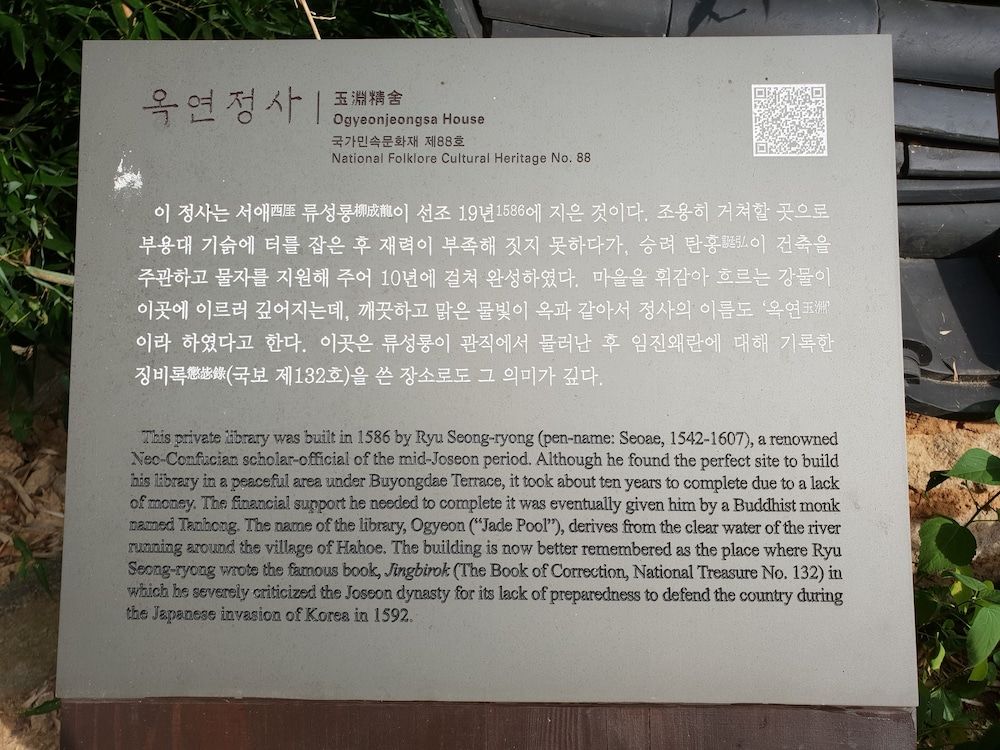 옥연정사
玉淵精舍
Ogyeonjeongsa House
국가민속문화재 제88호
National Folklore Cultural Heritage No. 88
이 정사는 서애西厓 류성룡柳成龍이 선조 19년1586에 지은 것이다. 조용히 거쳐할 곳으로
부용대 기슭에 터를 잡은 후 재력이 부족해 짓지 못하다가, 승려 탄홍誕弘이 건축을
주관하고 물자를 지원해 주어 10년에 걸쳐 완성하였다. 마을을 휘감아 흐르는 강물이
이곳에 이르러 깊어지는데, 깨끗하고 맑은 물빛이 옥과 같아서 정사의 이름도 ‘옥연玉淵’
이라 하였다고 한다. 이곳은 류성룡이 관직에서 물러난 후 임진왜란에 대해 기록한
징비록懲毖錄(국보 제132호)을 쓴 장소로도 그 의미가 깊다.
This private library was built in 1586 by Ryu Seong-ryong (pen-name: Seoae, 1542-1607), a renowned
Neo-Confucian scholar-official of the mid-Joseon period. Although he found the perfect site to build
his library in a peaceful area under Buyongdae Terrace, it took about ten years to complete due to a lack
of money. The financial support he needed to complete it was eventually given him by a Buddhist monk
named Tanhong. The name of the library, Ogyeon (“Jade Pool”), derives from the clear water of the river
running around the village of Hahoe. The building is now better remembered as the place where Ryu
Seong-ryong wrote the famous book, Jingbirok (The Book of Correction, National Treasure No. 132) in
which he severely criticized the Joseon dynasty for its lack of preparedness to defend the country during
the Japanese invasion of Korea in 1592.